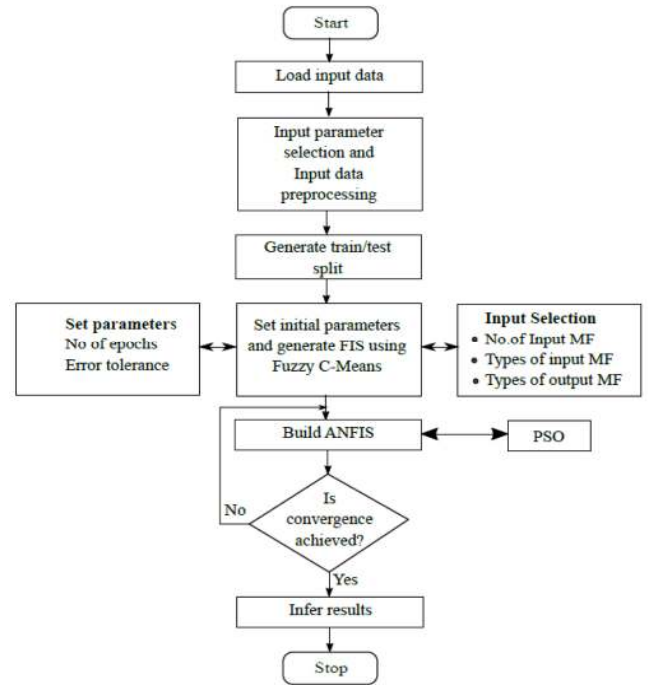 Start
Load input data
Input parameter
selection and
Input data
preprocessing
Generate train/test
split
Set parameters
No of epochs
Error tolerance
Set initial parameters
and generate FIS using
Fuzzy C-Means
Input Selection
• No.of Input MF
• Types of input MF
• Types of output MF
Build ANFIS
PSO
Is
convergence
achieved?
No
Yes
Infer results
Stop